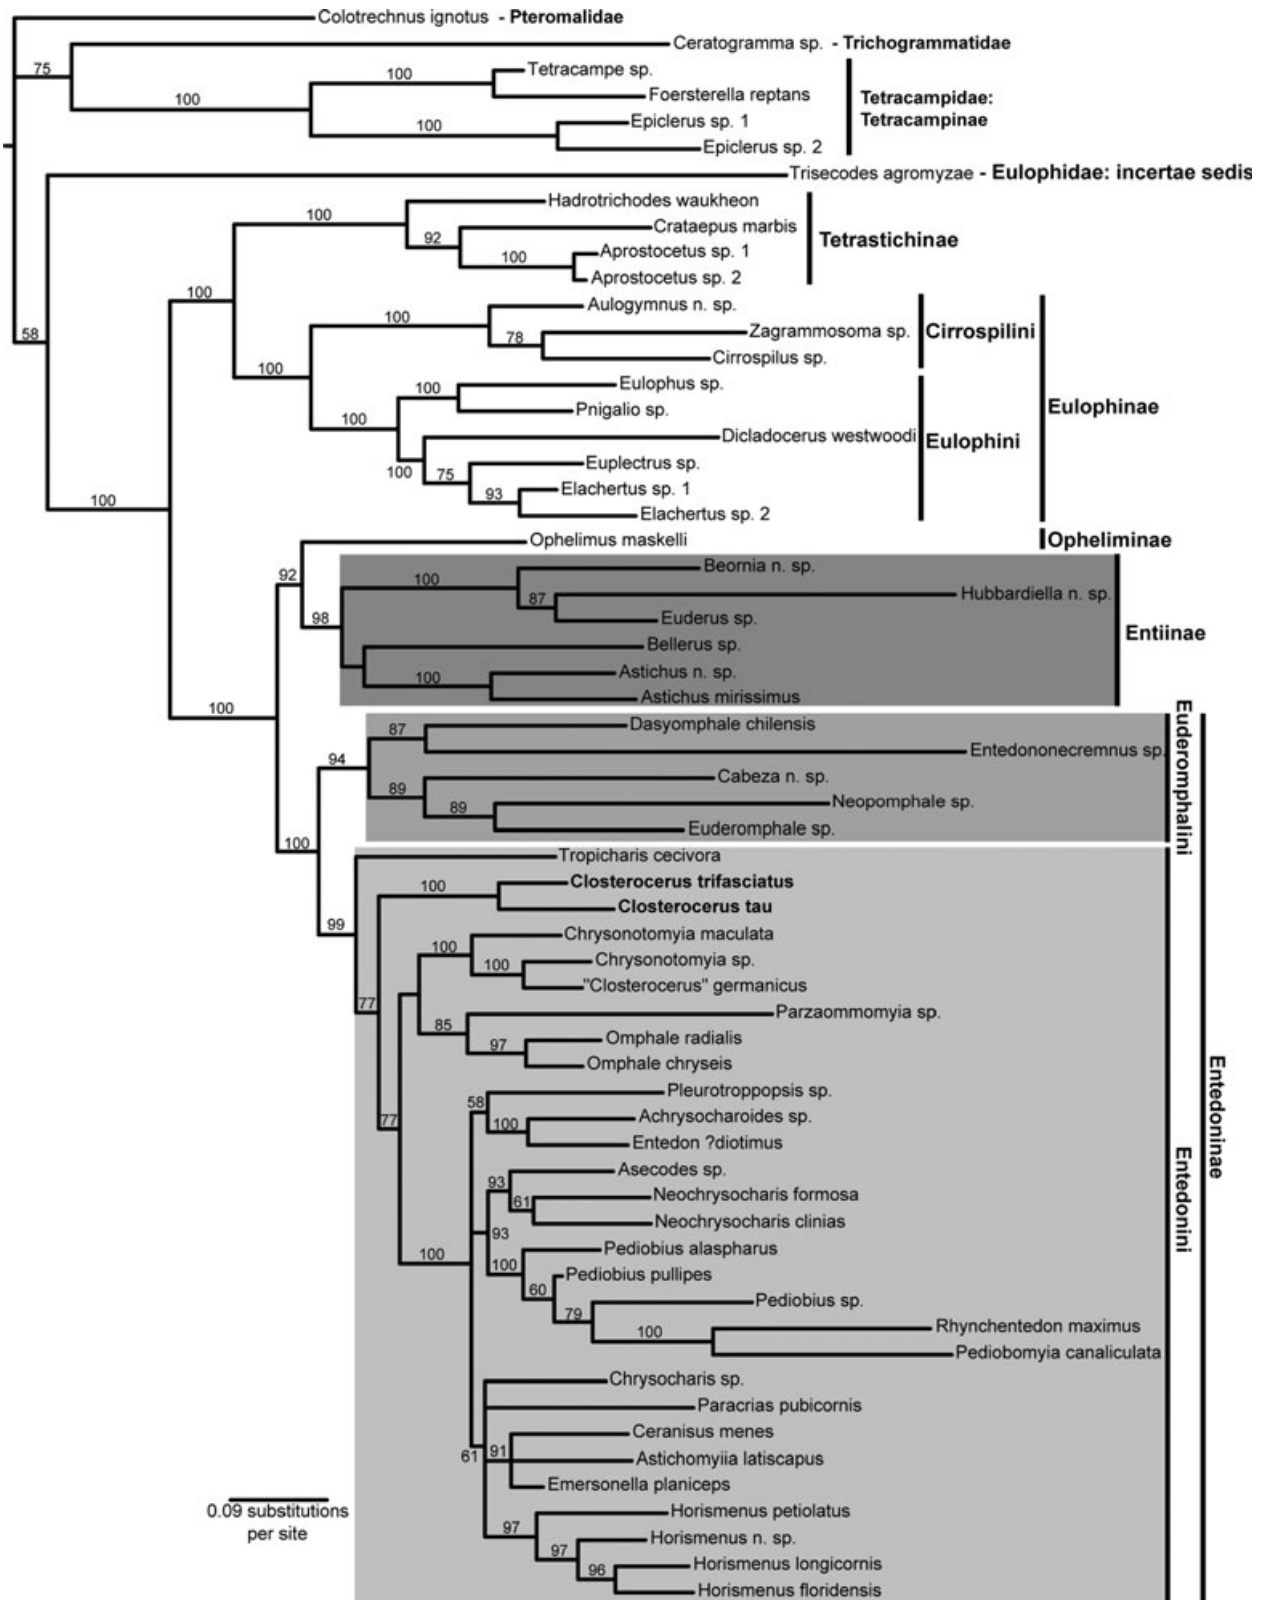 Colotrechnus ignotus - Pteromalidae
Ceratogramma sp. - Trichogrammatidae
75
Tetracampe sp.
100
Foersterella reptans
100
Tetracampidae:
Tetracampinae
Epiclerus sp. 1
100
Epiclerus sp. 2
Trisecodes agromyzae - Eulophidae: incertae sedis
Hadrotrichodes waukheon
100
Crataepus marbis
92
Tetrastichinae
Aprostocetus sp. 1
100
Aprostocetus sp. 2
100
Aulogymnus n. sp.
100
Zagrammosoma sp.
Cirrospilini
58
78
Cirrospilus sp.
100
Eulophus sp.
100
Pnigalio sp.
Eulophinae
100
Dicladocerus westwoodi
Eulophini
Euplectrus sp.
100
75
Elachertus sp. 1
93
100
Elachertus sp. 2
Ophelimus maskelli
Opheliminae
92
Beornia n. sp.
100
Hubbardiella n. sp.
87
Euderus sp.
98
Entiinae
Bellerus sp.
Astichus n. sp.
100
Astichus mirissimus
100
Dasyomphale chilensis
87
Entedononecremnus sp.
94
Cabeza n. sp.
89
Neopomphale sp.
89
Euderomphale sp.
Euderomphalini
100
Tropicharis cecivora
Closterocerus trifasciatus
100
Closterocerus tau
99
Chrysonotomyia maculata
100
Chrysonotomyia sp.
100
"Closterocerus" germanicus
77
Parzaommomyia sp.
85
Omphale radialis
97
Omphale chryseis
Pleurotroppopsis sp.
58
Achrysocharoides sp.
77
100
Entedon ?diotimus
Entedoninae
Asecodes sp.
93
Neochrysocharis formosa
61
Neochrysocharis clinias
Entedonini
93
Pediobius alaspharus
100
100
Pediobius pullipes
60
Pediobius sp.
79
Rhynchentedon maximus
100
Pediobomyia canaliculata
Chrysocharis sp.
Paracrias pubicornis
Ceranisus menes
61
91
Astichomyiia latiscapus
Emersonella planiceps
0.09 substitutions
per site
Horismenus petiolatus
97
Horismenus n. sp.
97
Horismenus longicornis
96
Horismenus floridensis